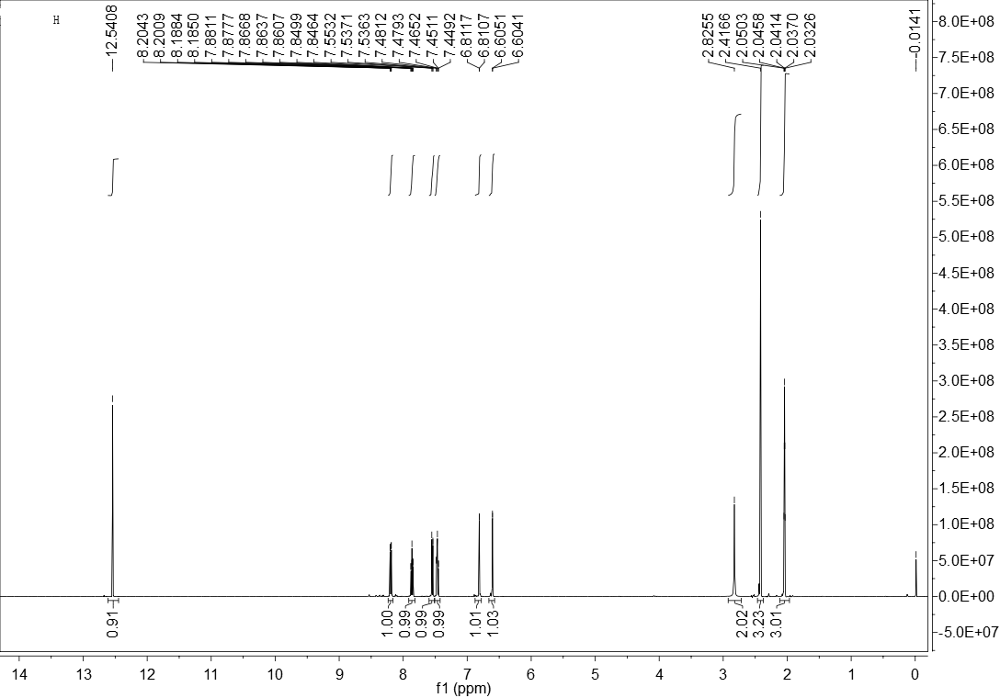 H
12.5408
8.2043
8.2009
8.1884
8.1850
7.8811
7.8777
7.8668
7.8637
7.8607
7.8499
7.8464
7.5532
7.5371
7.5363
7.4812
7.4793
7.4652
7.4511
7.4492
6.8117
6.8107
6.6051
6.6041
2.8255
2.4166
2.0503
2.0458
2.0414
2.0370
2.0326
-0.0141
8.0E+08
7.5E+08
7.0E+08
6.5E+08
6.0E+08
5.5E+08
5.0E+08
4.5E+08
4.0E+08
3.5E+08
3.0E+08
2.5E+08
2.0E+08
1.5E+08
1.0E+08
5.0E+07
0.0E+00
-5.0E+07
0.91
1.00
0.99
0.99
0.99
1.01
1.03
2.02
3.23
3.01
14 13 12 11 10 9 8 7 6 5 4 3 2 1 0
f1 (ppm)